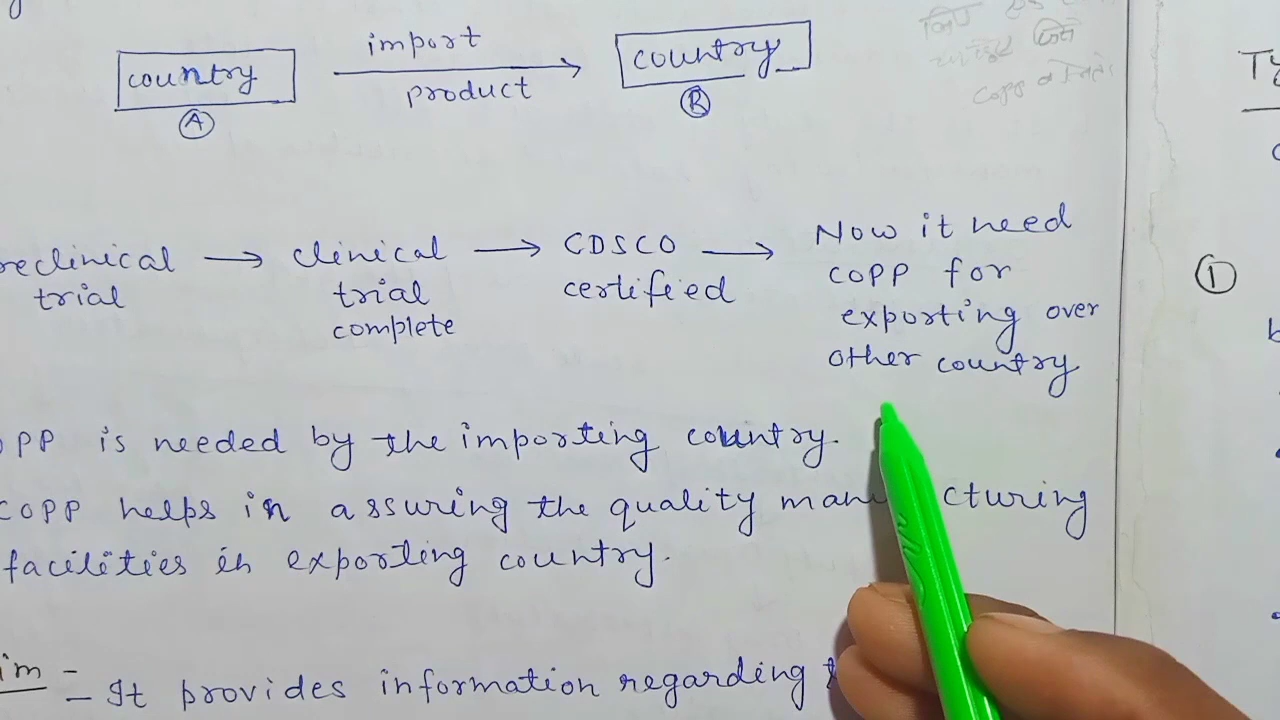 import
country
country
product
A
B
Ty
reclinical → clinical → CDSCO → Now it need
trial
trial
certified
COPP for
complete
exporting over
other country
1
OPP is needed by the importing country.
COPP helps in assuring the quality man cturing
facilities in exporting country.
im = - It provides information regarding